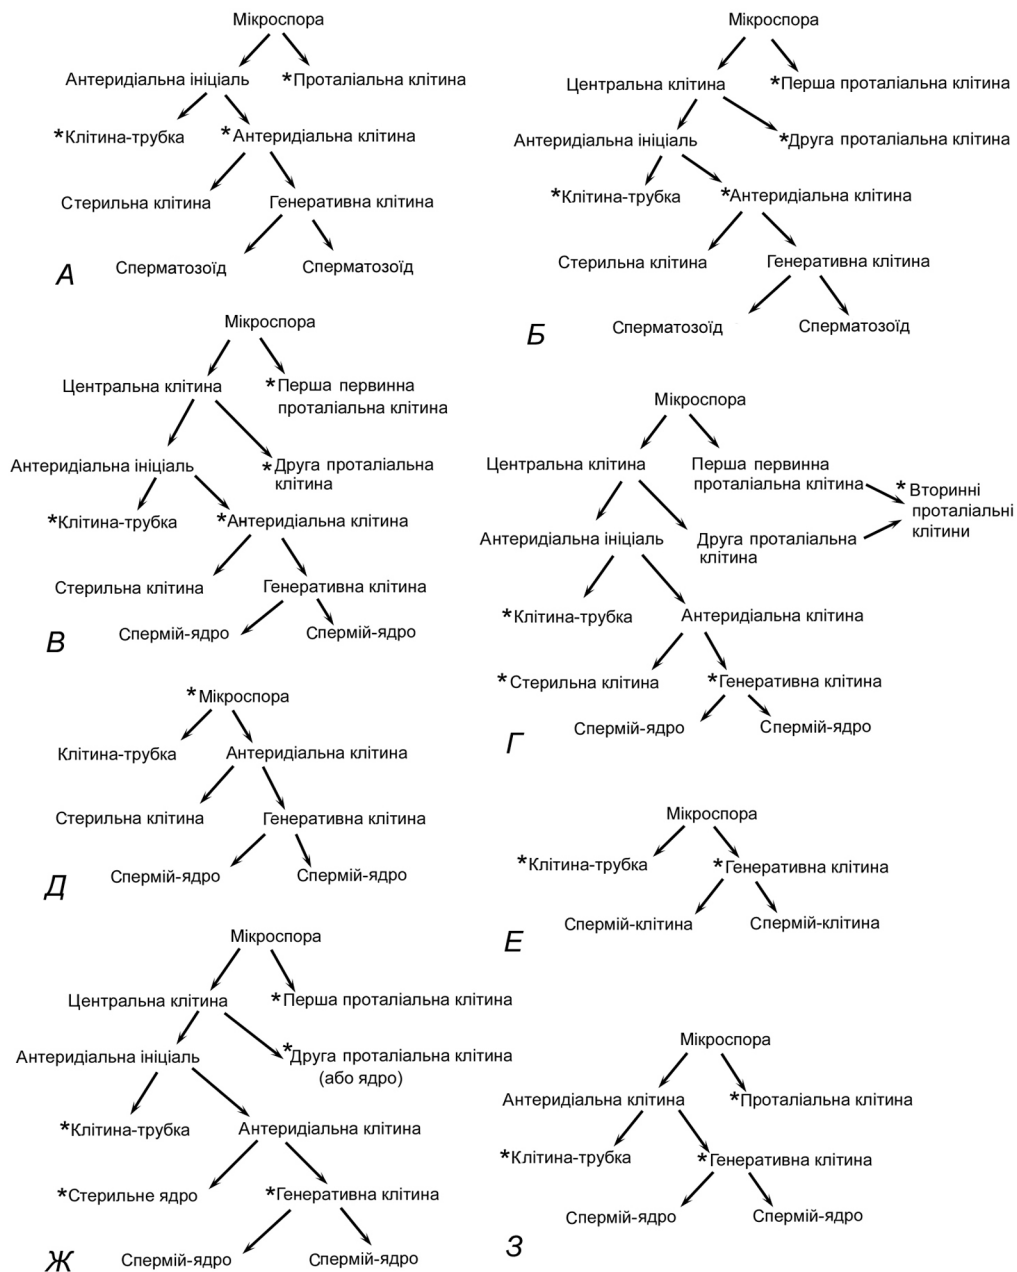 Мікроспора
Антеридіальна ініціаль
*Проталіальна клітина
*Клітина-трубка
*Антеридіальна клітина
Стерильна клітина
Генеративна клітина
Сперматозоїд
Сперматозоїд
А
Мікроспора
Центральна клітина
*Перша проталіальна клітина
Антеридіальна ініціаль
*Друга проталіальна клітина
*Клітина-трубка
*Антеридіальна клітина
Стерильна клітина
Генеративна клітина
Сперматозоїд
Сперматозоїд
Б
Мікроспора
Центральна клітина
*Перша первинна
проталіальна клітина
Антеридіальна ініціаль
*Друга проталіальна
клітина
*Клітина-трубка
*Антеридіальна клітина
Стерильна клітина
Генеративна клітина
Спермій-ядро
Спермій-ядро
В
Мікроспора
Центральна клітина
Перша первинна
проталіальна клітина
*Вторинні
проталіальні
клітини
Антеридіальна ініціаль
Друга проталіальна
клітина
*Клітина-трубка
Антеридіальна клітина
*Стерильна клітина
*Генеративна клітина
Спермій-ядро
Спермій-ядро
Г
*Мікроспора
Клітина-трубка
Антеридіальна клітина
Стерильна клітина
Генеративна клітина
Спермій-ядро
Спермій-ядро
Д
Мікроспора
*Клітина-трубка
*Генеративна клітина
Спермій-клітина
Спермій-клітина
Е
Мікроспора
Центральна клітина
*Перша проталіальна клітина
Антеридіальна ініціаль
*Друга проталіальна клітина
(або ядро)
*Клітина-трубка
Антеридіальна клітина
*Стерильне ядро
*Генеративна клітина
Спермій-ядро
Спермій-ядро
Ж
Мікроспора
Антеридіальна клітина
*Проталіальна клітина
*Клітина-трубка
*Генеративна клітина
Спермій-ядро
Спермій-ядро
З